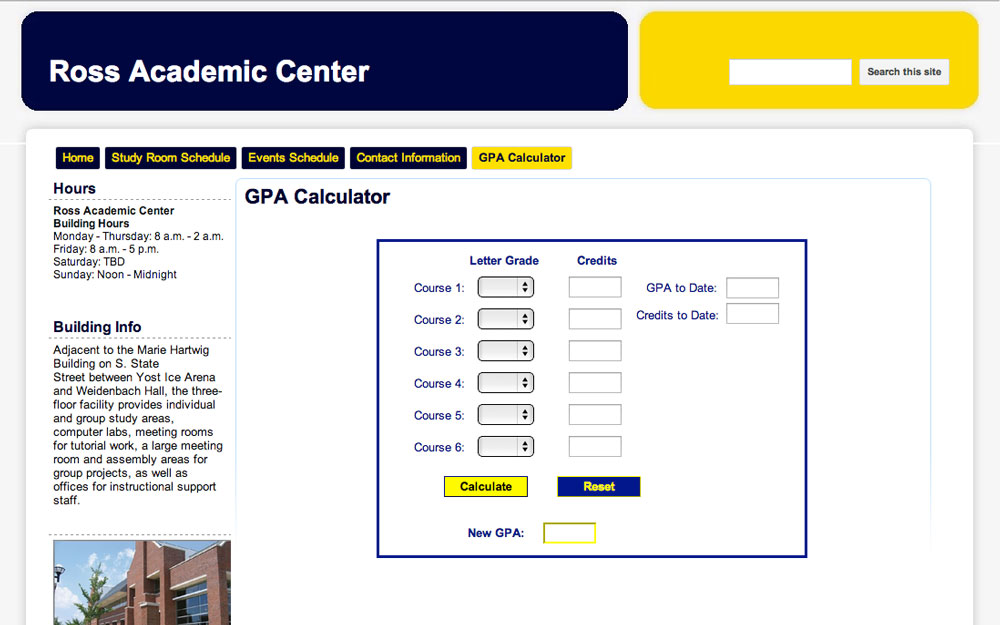 Ross Academic Center
Search this site
Home Study Room Schedule Events Schedule Contact Information GPA Calculator
Hours
Ross Academic Center
Building Hours
Monday - Thursday: 8 a.m. - 2 a.m.
Friday: 8 a.m. - 5 p.m.
Saturday: TBD
Sunday: Noon - Midnight
Building Info
Adjacent to the Marie Hartwig
Building on S. State
Street between Yost Ice Arena
and Weidenbach Hall, the three-
floor facility provides individual
and group study areas,
computer labs, meeting rooms
for tutorial work, a large meeting
room and assembly areas for
group projects, as well as
offices for instructional support
staff.
GPA Calculator
Letter Grade Credits
Course 1: GPA to Date:
Course 2: Credits to Date:
Course 3:
Course 4:
Course 5:
Course 6:
Calculate Reset
New GPA: